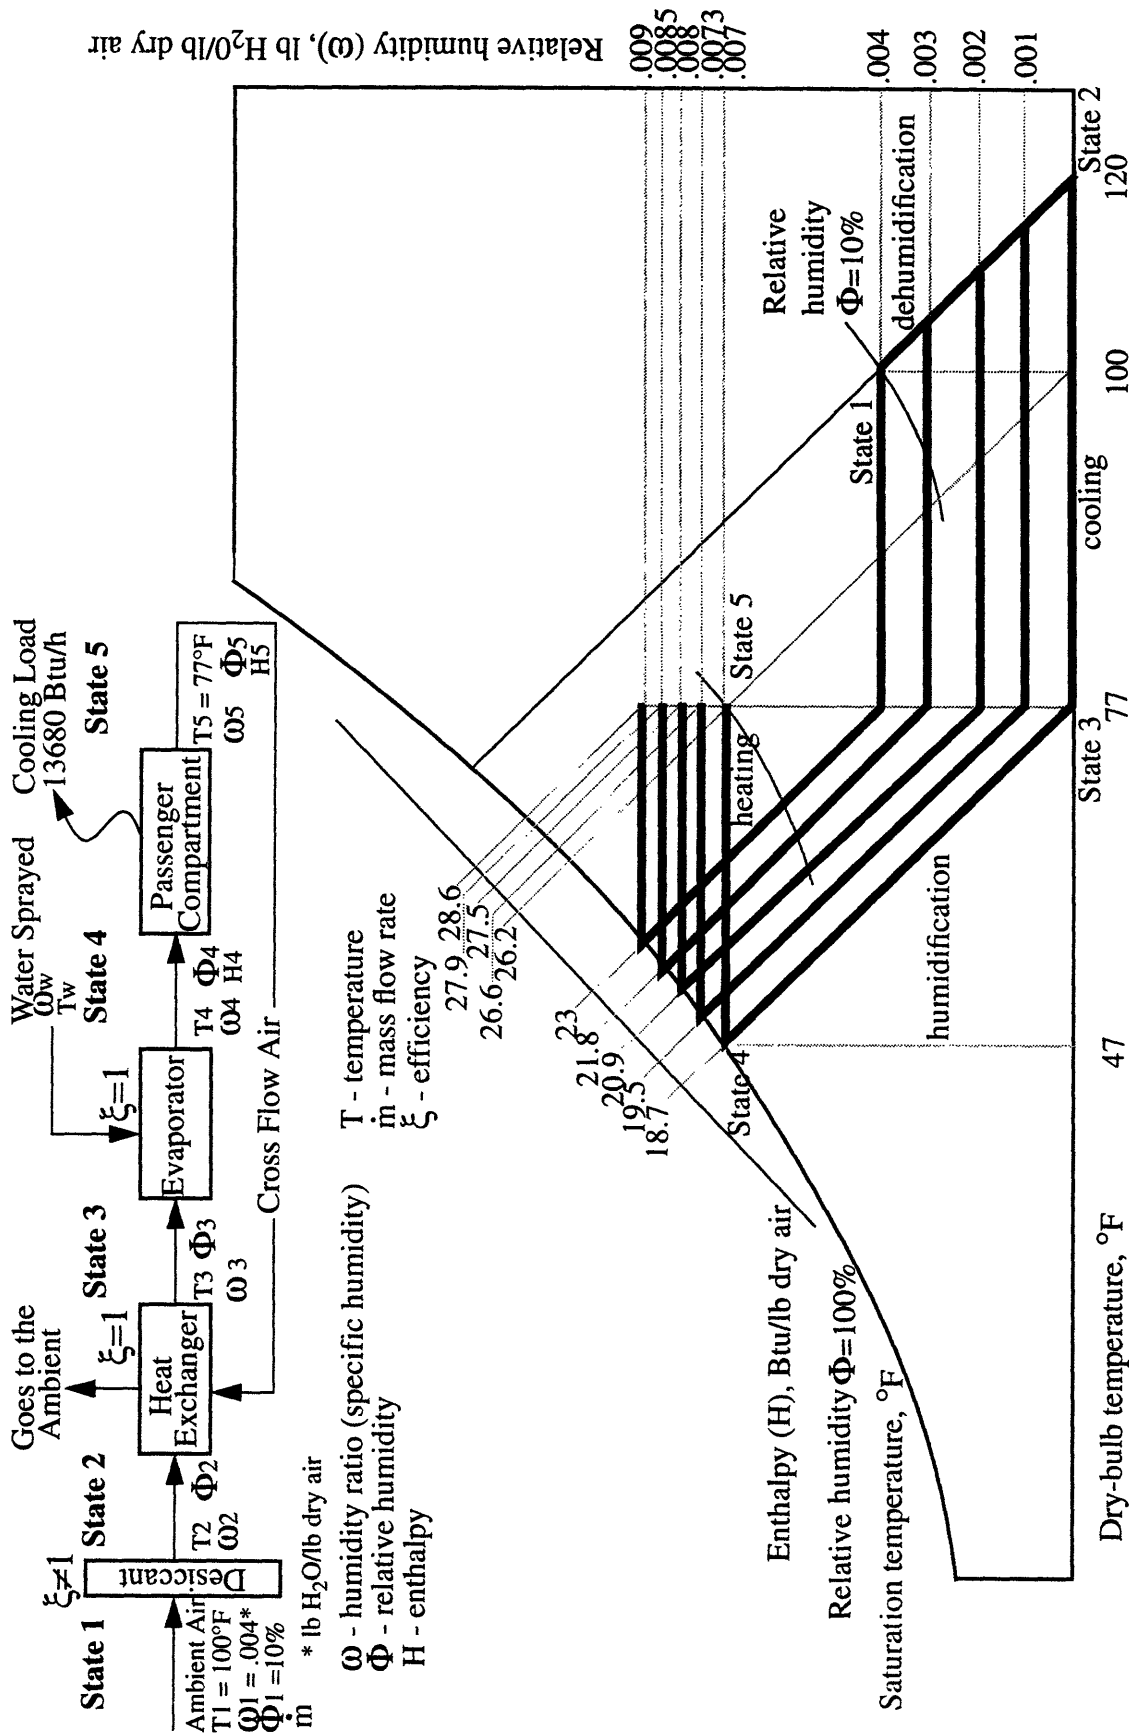 State 1
Ambient Air
T1 = 100°F
ω1 = .004*
Φ1 =10%
ṁ
* lb H2O/lb dry air
ξ≠1
Desiccant
State 2
T2 Φ2
ω2
Goes to the
Ambient
ξ=1
Heat
Exchanger
State 3
T3 Φ3
ω3
Water Sprayed
ωw
Tw
ξ=1
Evaporator
State 4
T4 Φ4
ω4 H4
Cooling Load
13680 Btu/h
Passenger
Compartment
State 5
T5 = 77°F
ω5 Φ5
H5
Cross Flow Air
ω - humidity ratio (specific humidity)
Φ - relative humidity
H - enthalpy
T - temperature
ṁ - mass flow rate
ξ - efficiency
Relative humidity (ω), lb H20/lb dry air
.009
.0085
.008
.0073
.007
.004
.003
.002
.001
28.6
27.9
27.5
26.6
26.2
23
21.8
20.9
19.5
18.7
State 4
heating
State 5
State 1
Relative
humidity
Φ=10%
dehumidification
humidification
Enthalpy (H), Btu/lb dry air
Relative humidity Φ=100%
Saturation temperature, °F
State 3
cooling
State 2
47
77
100
120
Dry-bulb temperature, °F